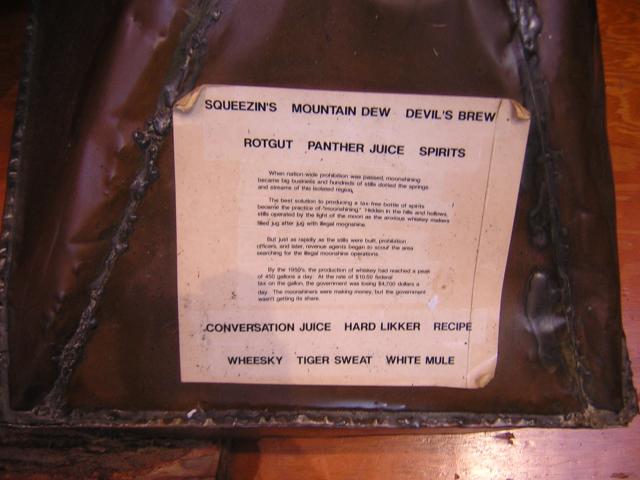 SQUEEZIN'S MOUNTAIN DEW DEVIL'S BREW
ROTGUT PANTHER JUICE SPIRITS
When nation-wide prohibition was passed, moonshining
became big business and hundreds of stills dotted the springs
and streams of this isolated region.
The best solution to producing a tax-free bottle of spirits
became the practice of "moonshining." Hidden in the hills and hollows,
stills operated by the light of the moon as the anxious whiskey makers
filled jug after jug with illegal moonshine.
But just as rapidly as the stills were built, prohibition
officers, and later, revenue agents began to scour the area
searching for the illegal moonshine operations.
By the 1950's, the production of whiskey had reached a peak
of 450 gallons a day. At the rate of $10.50 federal
tax on the gallon, the government was losing $4,700 dollars a
day. The moonshiners were making money, but the government
wasn't getting its share.
CONVERSATION JUICE HARD LIKKER RECIPE
WHEESKY TIGER SWEAT WHITE MULE